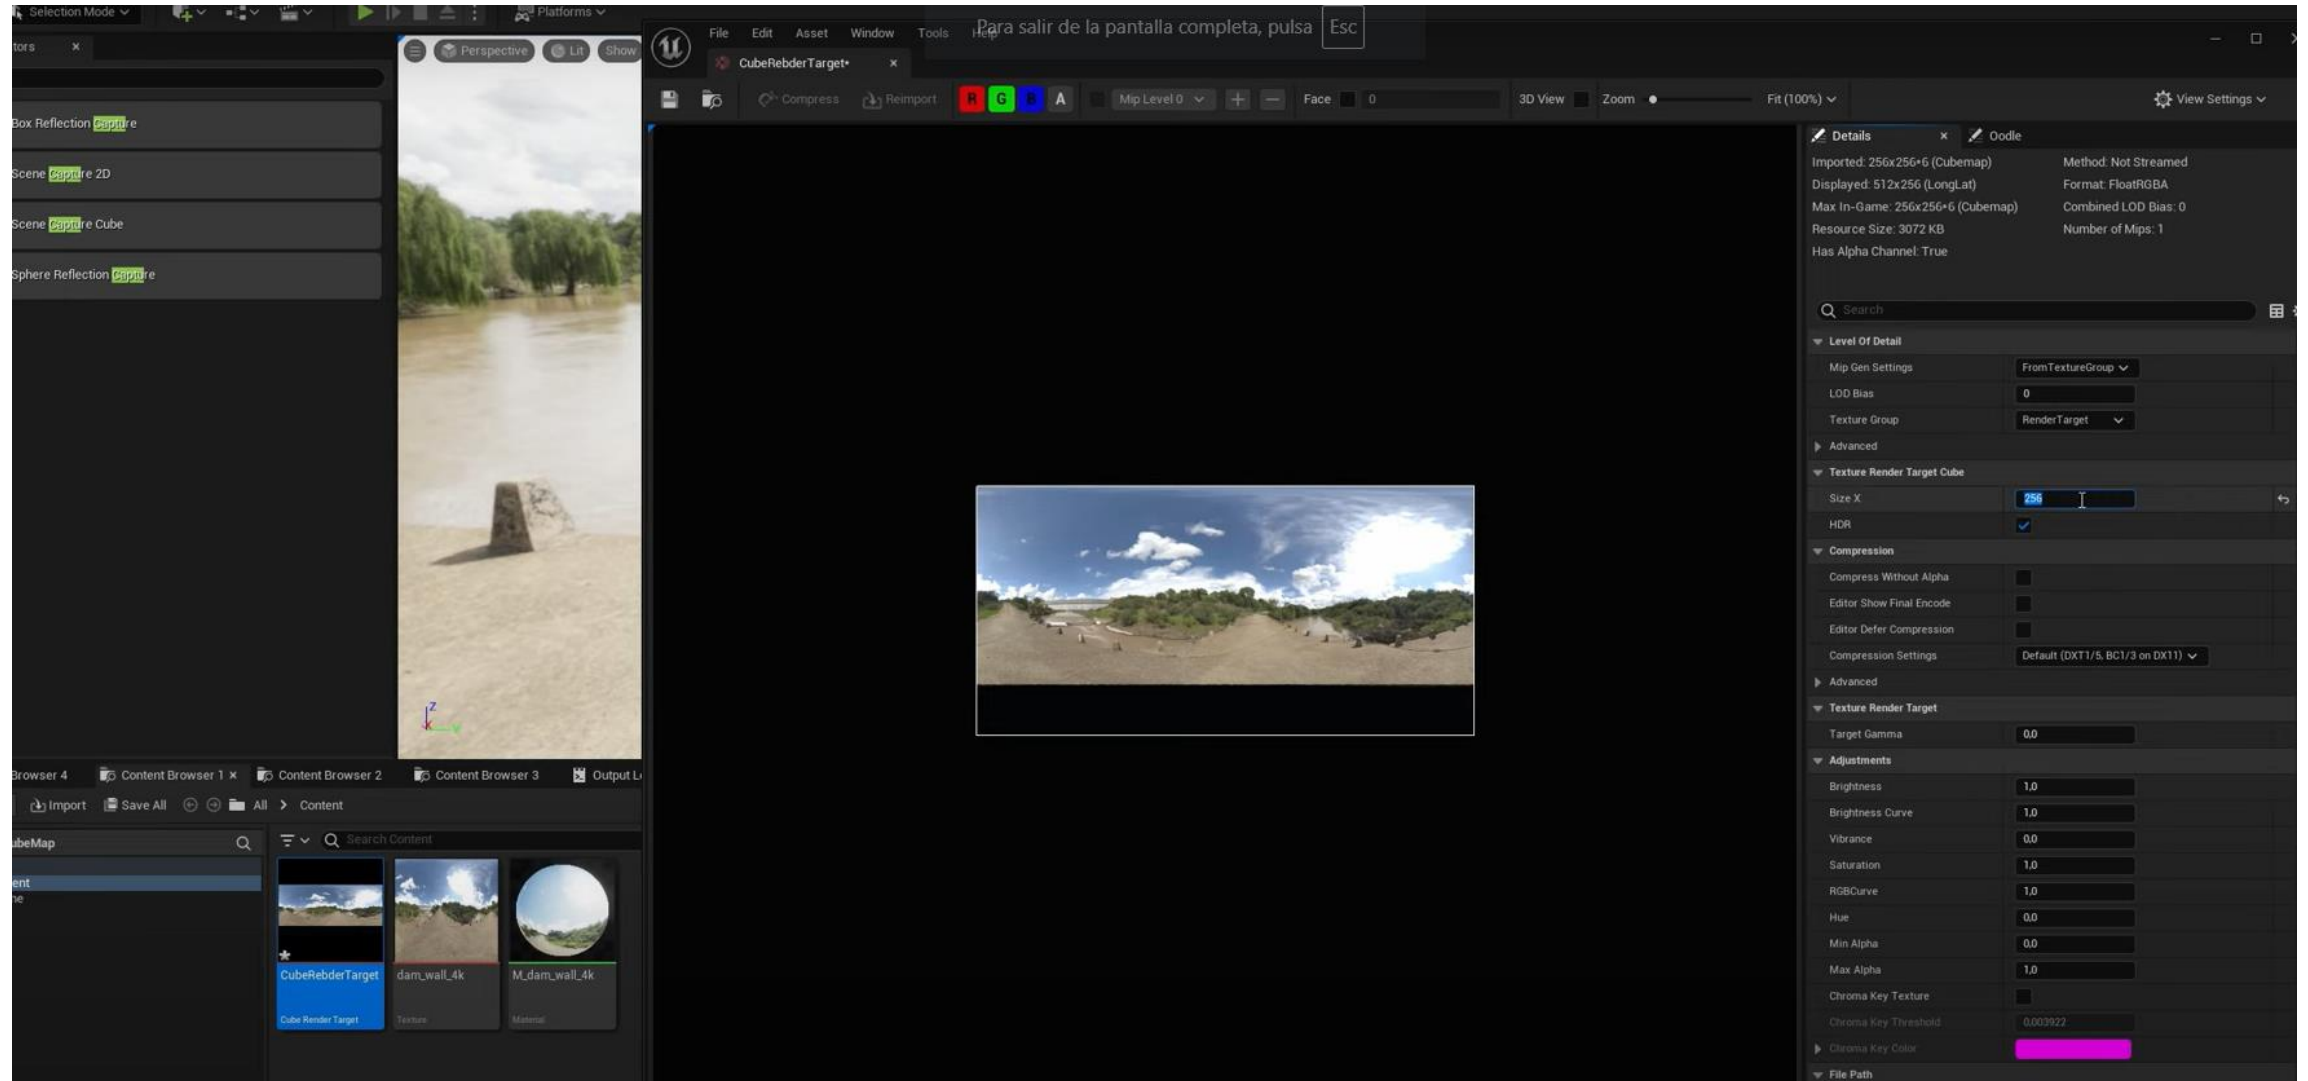 Selection Mode
Platforms
Para salir de la pantalla completa, pulsa Esc
tors
Perspective
Lit
Show
Box Reflection Capture
Scene Capture 2D
Scene Capture Cube
Sphere Reflection Capture
Z
File Edit Asset Window Tools Help
CubeRebderTarget•
Compress Reimport R G B A Mip Level 0 Face 0 3D View Zoom Fit (100%) View Settings
Details Oodle
Imported: 256x256*6 (Cubemap) Method: Not Streamed
Displayed: 512x256 (LongLat) Format: FloatRGBA
Max In-Game: 256x256*6 (Cubemap) Combined LOD Bias: 0
Resource Size: 3072 KB Number of Mips: 1
Has Alpha Channel: True
Search
Level Of Detail
Mip Gen Settings FromTextureGroup
LOD Bias 0
Texture Group RenderTarget
Advanced
Texture Render Target Cube
Size X 256
HDR
Compression
Compress Without Alpha
Editor Show Final Encode
Editor Defer Compression
Compression Settings Default (DXT1/5, BC1/3 on DX11)
Advanced
Texture Render Target
Target Gamma 0,0
Adjustments
Brightness 1,0
Brightness Curve 1,0
Vibrance 0,0
Saturation 1,0
RGBCurve 1,0
Hue 0,0
Min Alpha 0,0
Max Alpha 1,0
Chroma Key Texture
Chroma Key Threshold 0,003922
Chroma Key Color
File Path
Browser 4 Content Browser 1 Content Browser 2 Content Browser 3 Output L
Import Save All All > Content
ubeMap
Search Content
ent
ne
CubeRebderTarget dam_wall_4k M_dam_wall_4k
Cube Render Target Texture Material